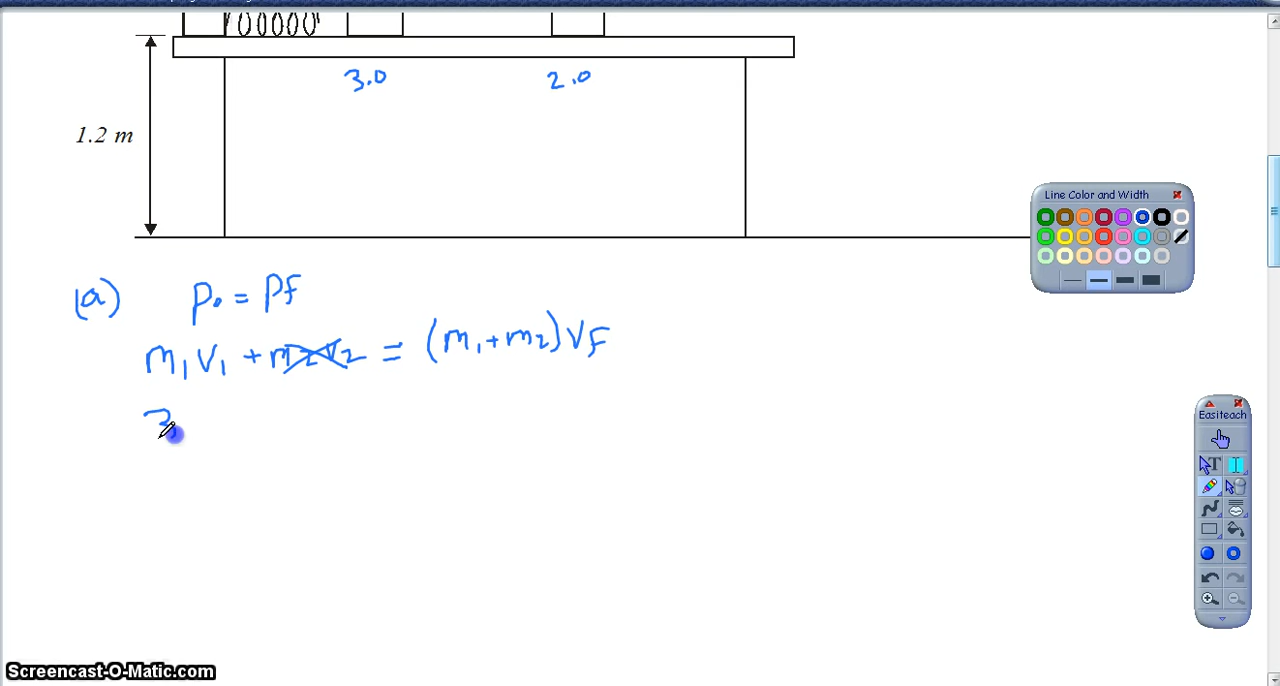 3.0 2.0
1.2 m
Line Color and Width
(a) p₀ = pf
m₁v₁ + m₂v₂ = (m₁+m₂)vf
3
Easiteach
T
Screencast-O-Matic.com